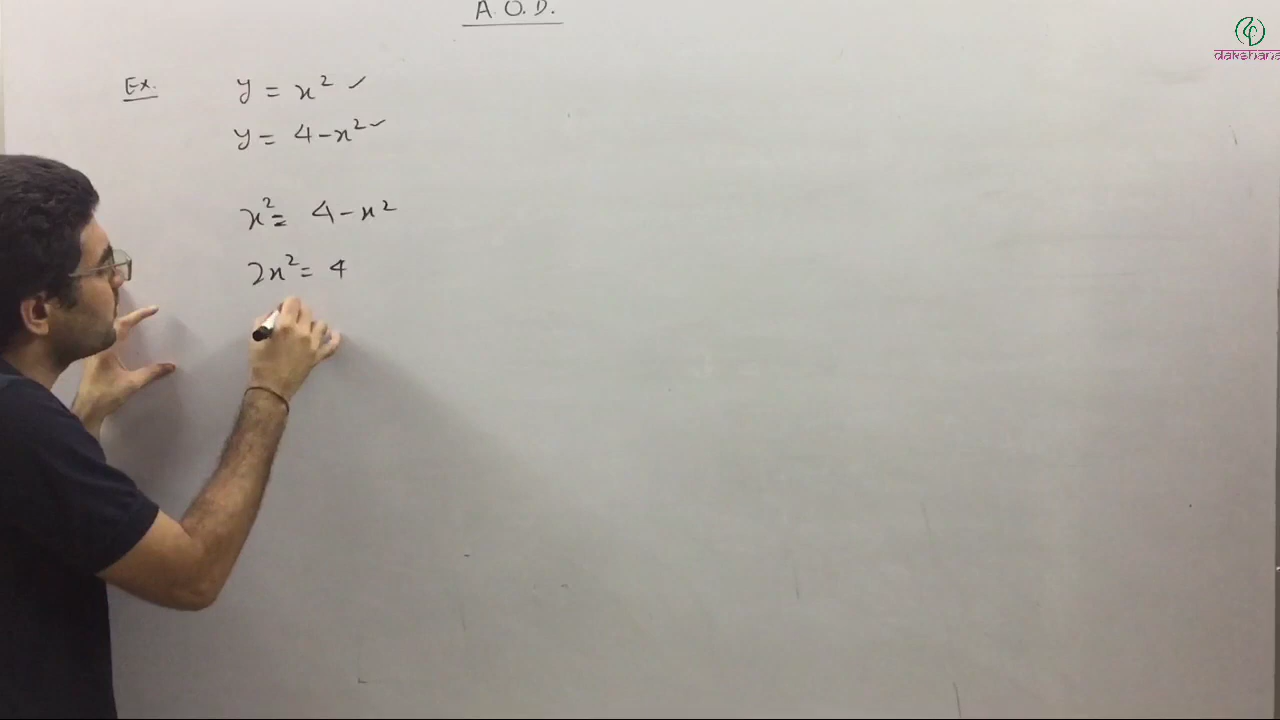 A.O.D.
dakshana
Ex. y = x² ✓
y = 4-x² ✓
x² = 4-x²
2x² = 4